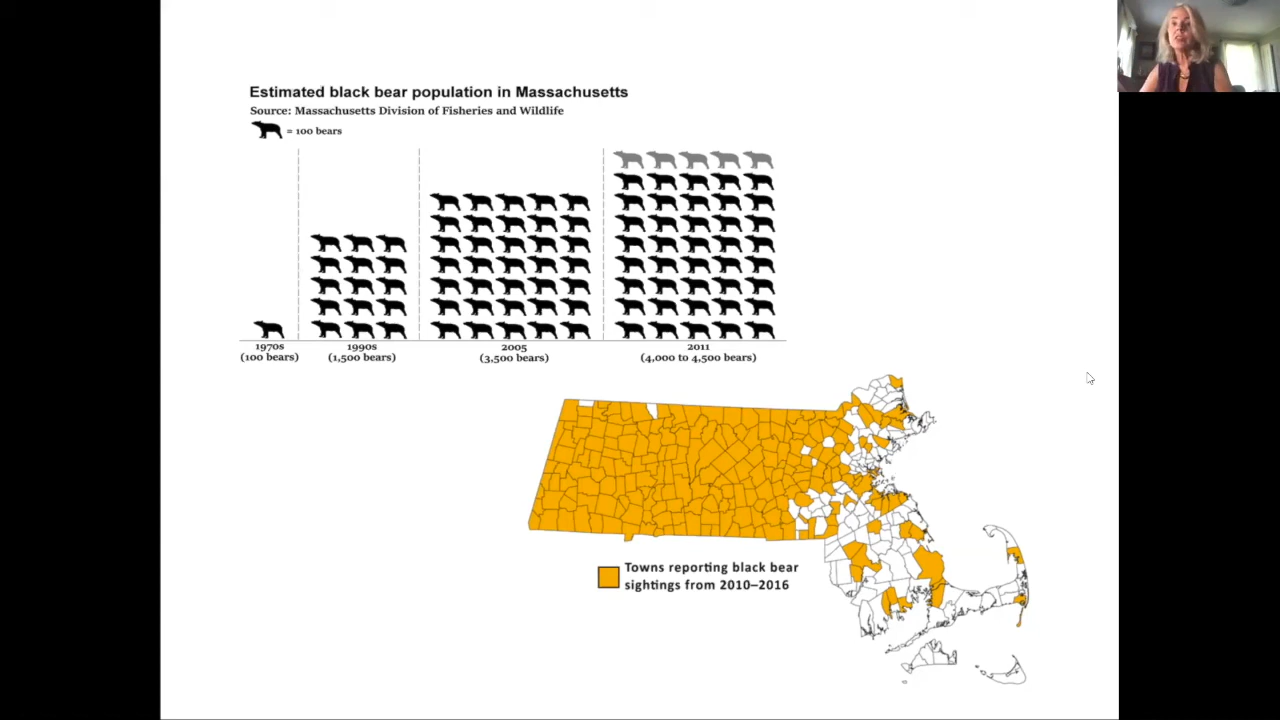 Estimated black bear population in Massachusetts
Source: Massachusetts Division of Fisheries and Wildlife
= 100 bears
1970s
(100 bears)
1990s
(1,500 bears)
2005
(3,500 bears)
2011
(4,000 to 4,500 bears)
Towns reporting black bear
sightings from 2010–2016